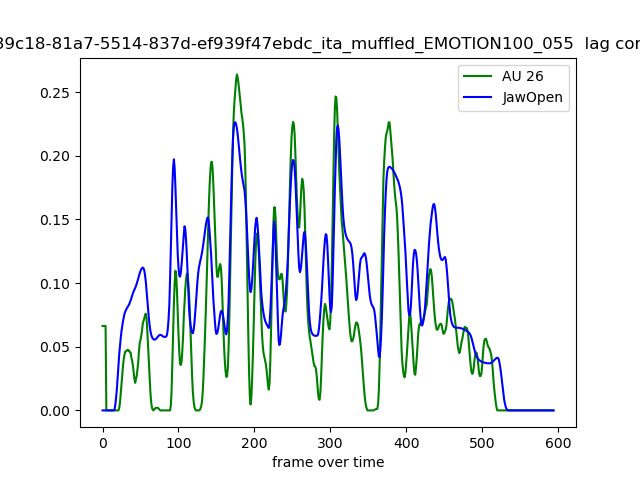 39c18-81a7-5514-837d-ef939f47ebdc_ita_muffled_EMOTION100_055 lag cor
AU 26
JawOpen
0.25
0.20
0.15
0.10
0.05
0.00
0 100 200 300 400 500 600
frame over time